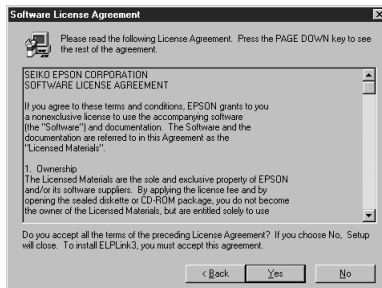 Software License Agreement
Please read the following License Agreement. Press the PAGE DOWN key to see
the rest of the agreement.
SEIKO EPSON CORPORATION
SOFTWARE LICENSE AGREEMENT
If you agree to these terms and conditions, EPSON grants to you
a nonexclusive license to use the accompanying software
(the "Software") and documentation. The Software and the
documentation are referred to in this Agreement as the
"Licensed Materials".
1. Ownership
The Licensed Materials are the sole and exclusive property of EPSON
and/or its software suppliers. By applying the license fee and by
opening the sealed diskette or CD-ROM package, you do not become
the owner of the Licensed Materials, but are entitled solely to use
Do you accept all the terms of the preceding License Agreement? If you choose No, Setup
will close. To install ELPLink3, you must accept this agreement.
< Back
Yes
No